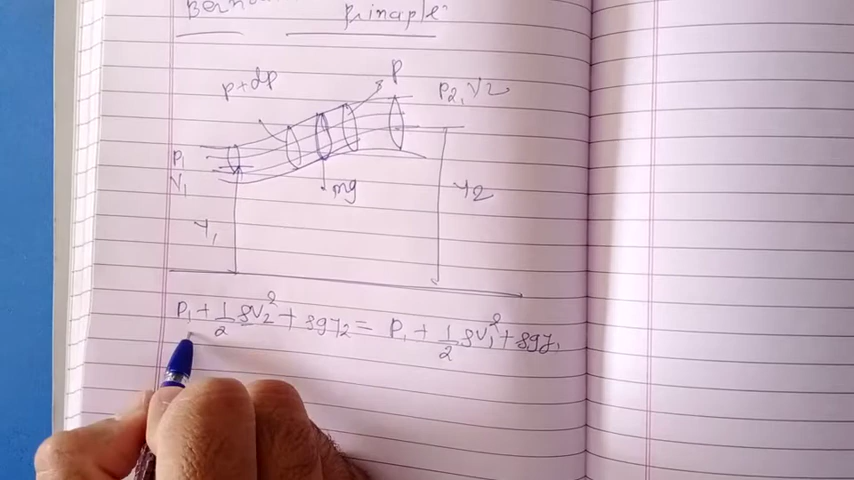 Principle
P+dP
P
P2, V2
P1
V1
mg
Y2
Y1
P1 + 1/2 ρv2² + ρgy2 = P1 + 1/2 ρv1² + ρgy1